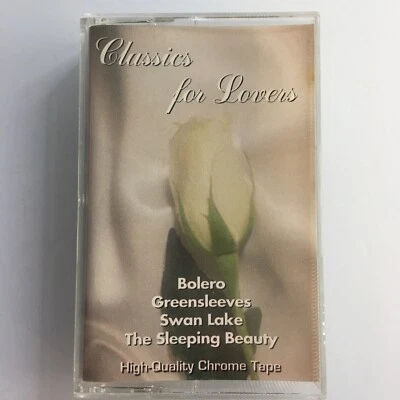 Classics
for Lovers
Bolero
Greensleeves
Swan Lake
The Sleeping Beauty
High-Quality Chrome Tape